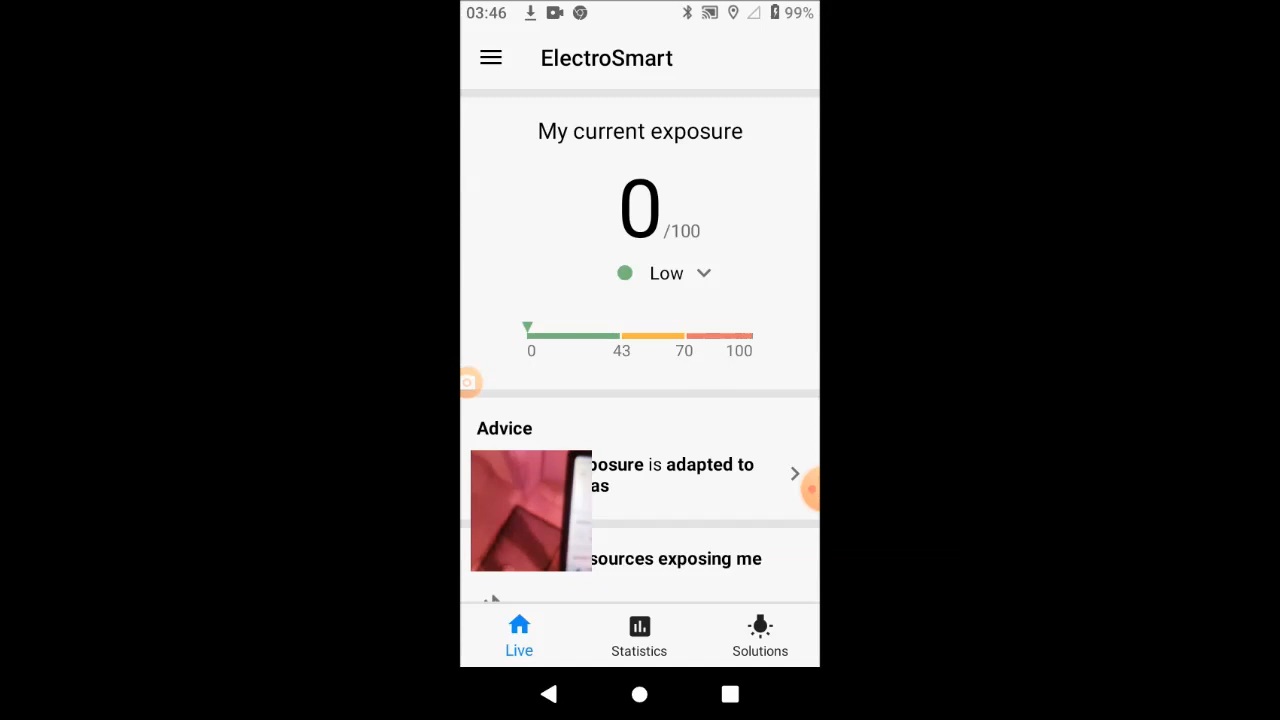 03:46 99%
ElectroSmart
My current exposure
0 /100
Low
0 43 70 100
Advice
posure is adapted to
as
sources exposing me
Live Statistics Solutions